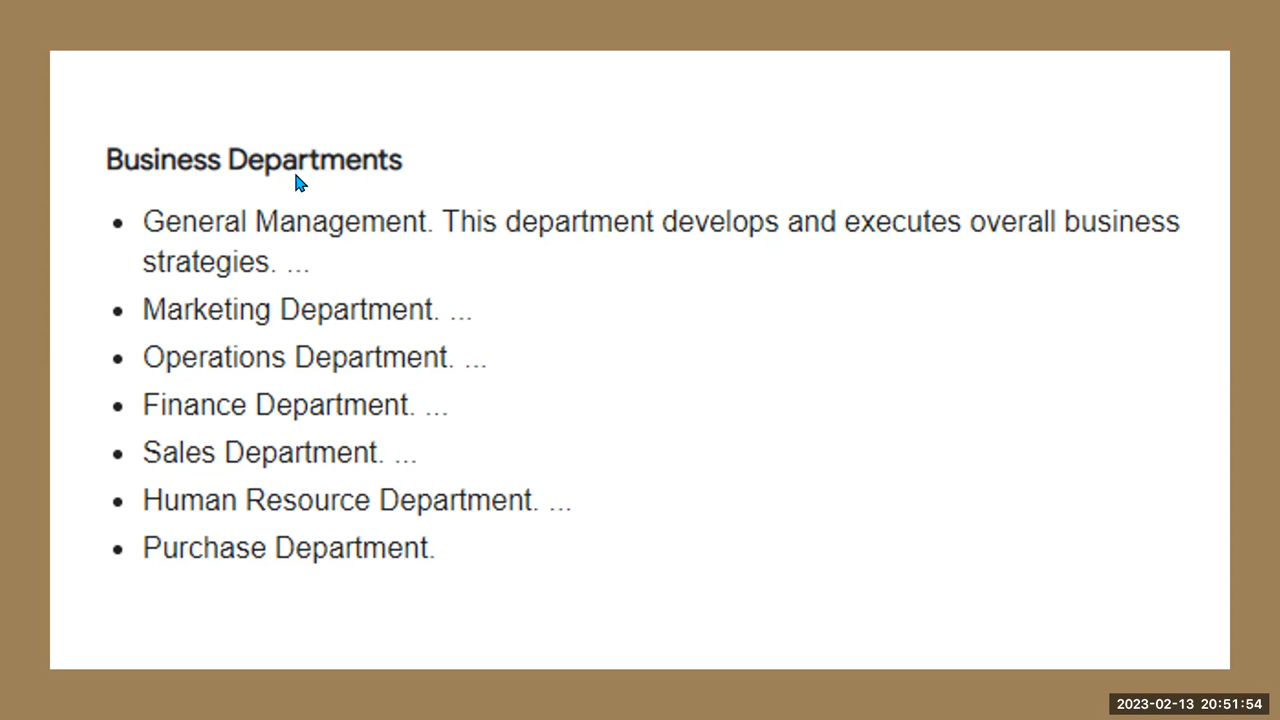 Business Departments
• General Management. This department develops and executes overall business
strategies. ...
• Marketing Department. ...
• Operations Department. ...
• Finance Department. ...
• Sales Department. ...
• Human Resource Department. ...
• Purchase Department.
2023-02-13 20:51:54